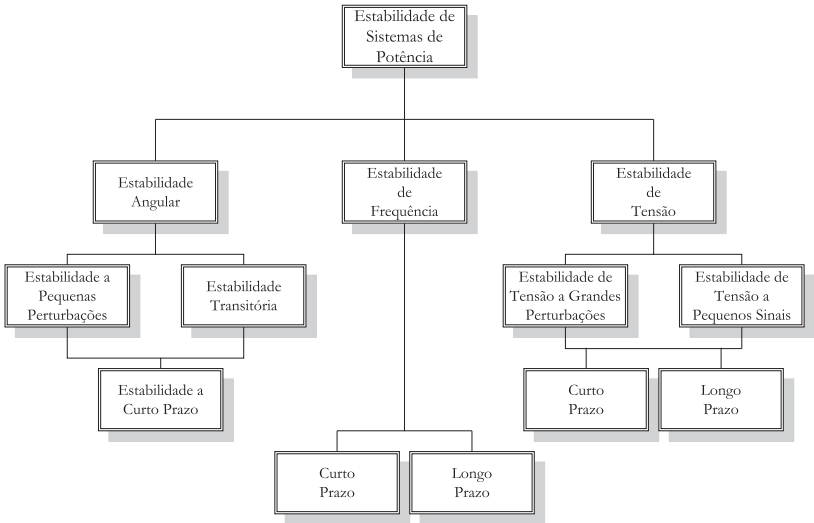 Estabilidade de
Sistemas de
Potência
Estabilidade
Angular
Estabilidade
de
Frequência
Estabilidade
de
Tensão
Estabilidade a
Pequenas
Perturbações
Estabilidade
Transitória
Estabilidade de
Tensão a Grandes
Perturbações
Estabilidade de
Tensão a
Pequenos Sinais
Estabilidade a
Curto Prazo
Curto
Prazo
Longo
Prazo
Curto
Prazo
Longo
Prazo